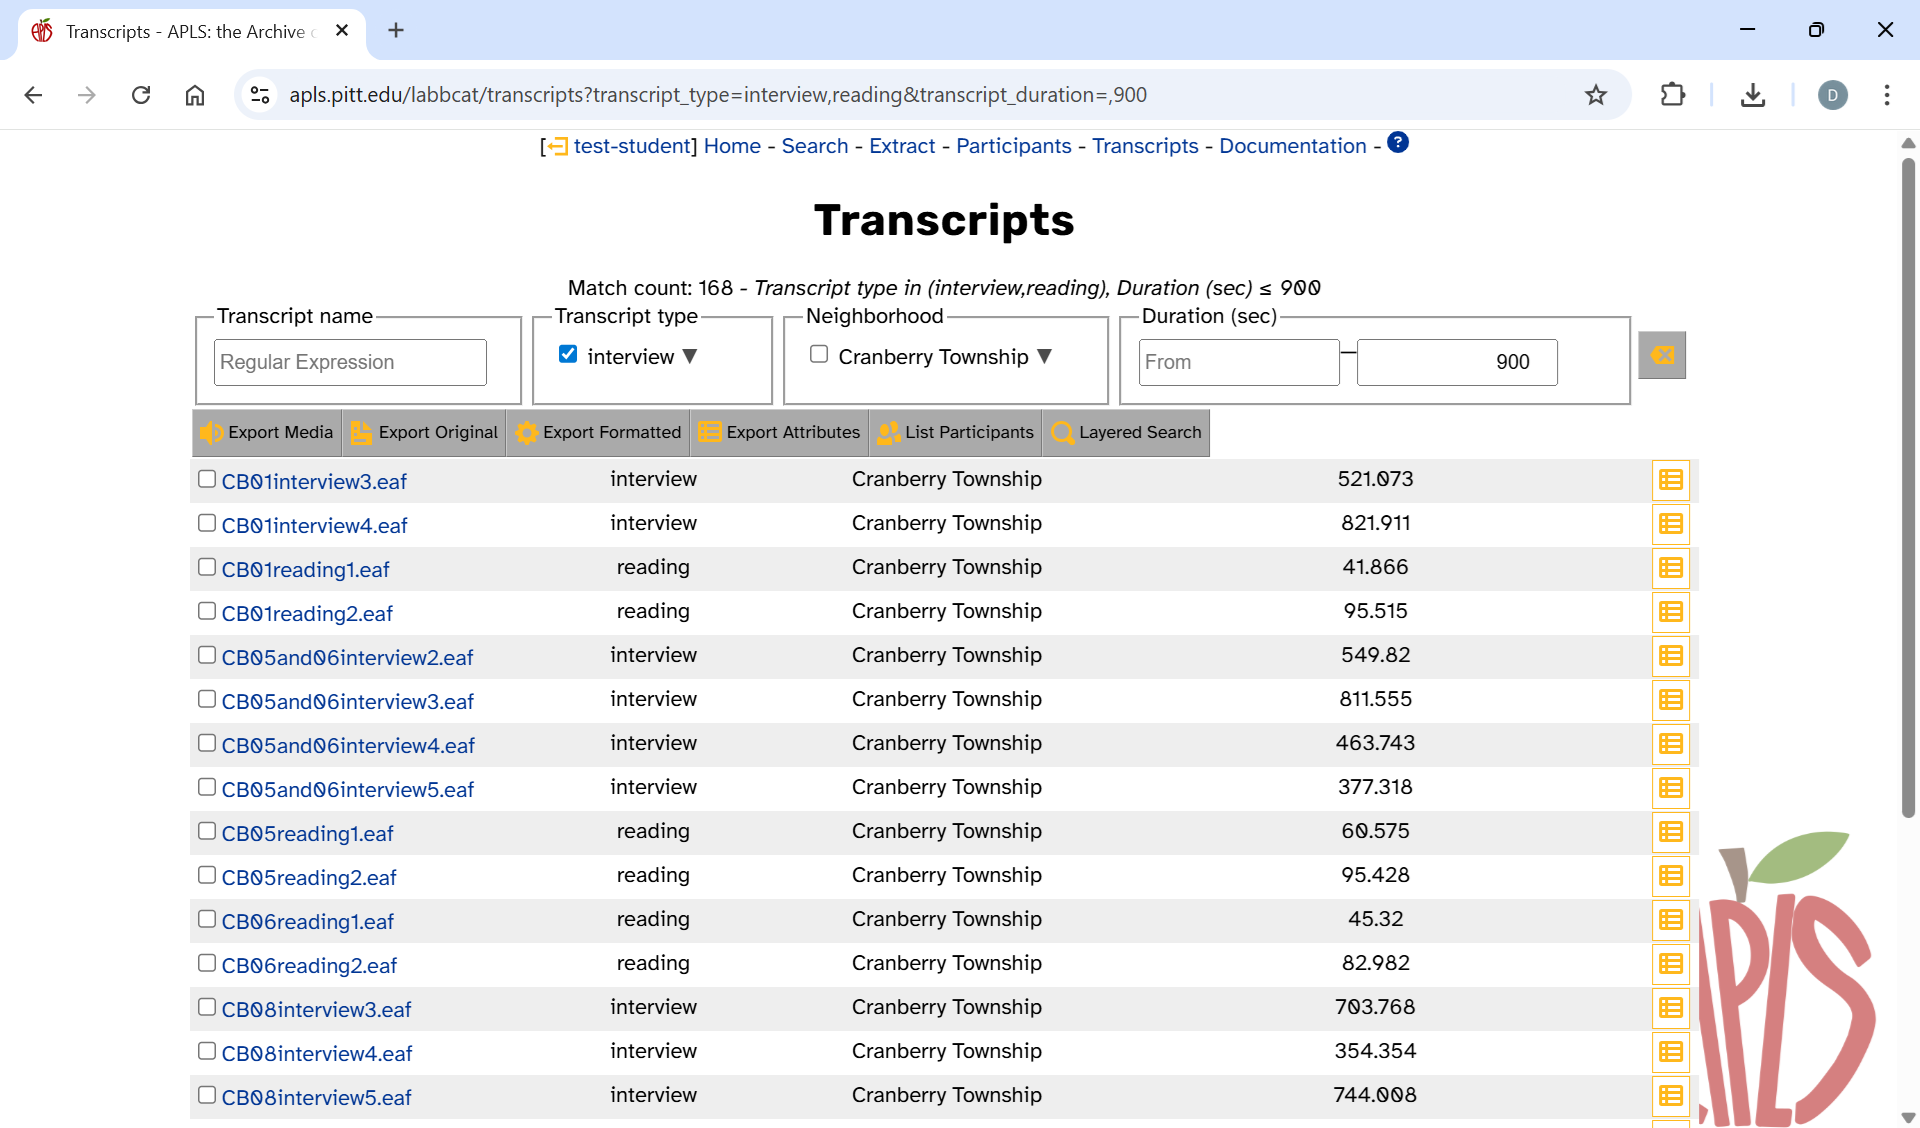 Transcripts - APLS: the Archive
apls.pitt.edu/labbcat/transcripts?transcript_type=interview,reading&transcript_duration=,900
D
[test-student] Home - Search - Extract - Participants - Transcripts - Documentation - ?
Transcripts
Match count: 168 - Transcript type in (interview,reading), Duration (sec) ≤ 900
Transcript name Transcript type Neighborhood Duration (sec)
Regular Expression interview ▼ Cranberry Township ▼ From – 900
Export Media Export Original Export Formatted Export Attributes List Participants Layered Search
CB01interview3.eaf interview Cranberry Township 521.073
CB01interview4.eaf interview Cranberry Township 821.911
CB01reading1.eaf reading Cranberry Township 41.866
CB01reading2.eaf reading Cranberry Township 95.515
CB05and06interview2.eaf interview Cranberry Township 549.82
CB05and06interview3.eaf interview Cranberry Township 811.555
CB05and06interview4.eaf interview Cranberry Township 463.743
CB05and06interview5.eaf interview Cranberry Township 377.318
CB05reading1.eaf reading Cranberry Township 60.575
CB05reading2.eaf reading Cranberry Township 95.428
CB06reading1.eaf reading Cranberry Township 45.32
CB06reading2.eaf reading Cranberry Township 82.982
CB08interview3.eaf interview Cranberry Township 703.768
CB08interview4.eaf interview Cranberry Township 354.354
CB08interview5.eaf interview Cranberry Township 744.008
APLS